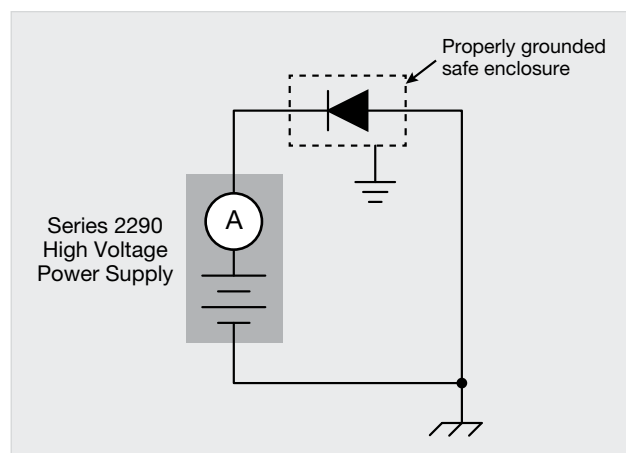 Properly grounded
safe enclosure
A
Series 2290
High Voltage
Power Supply